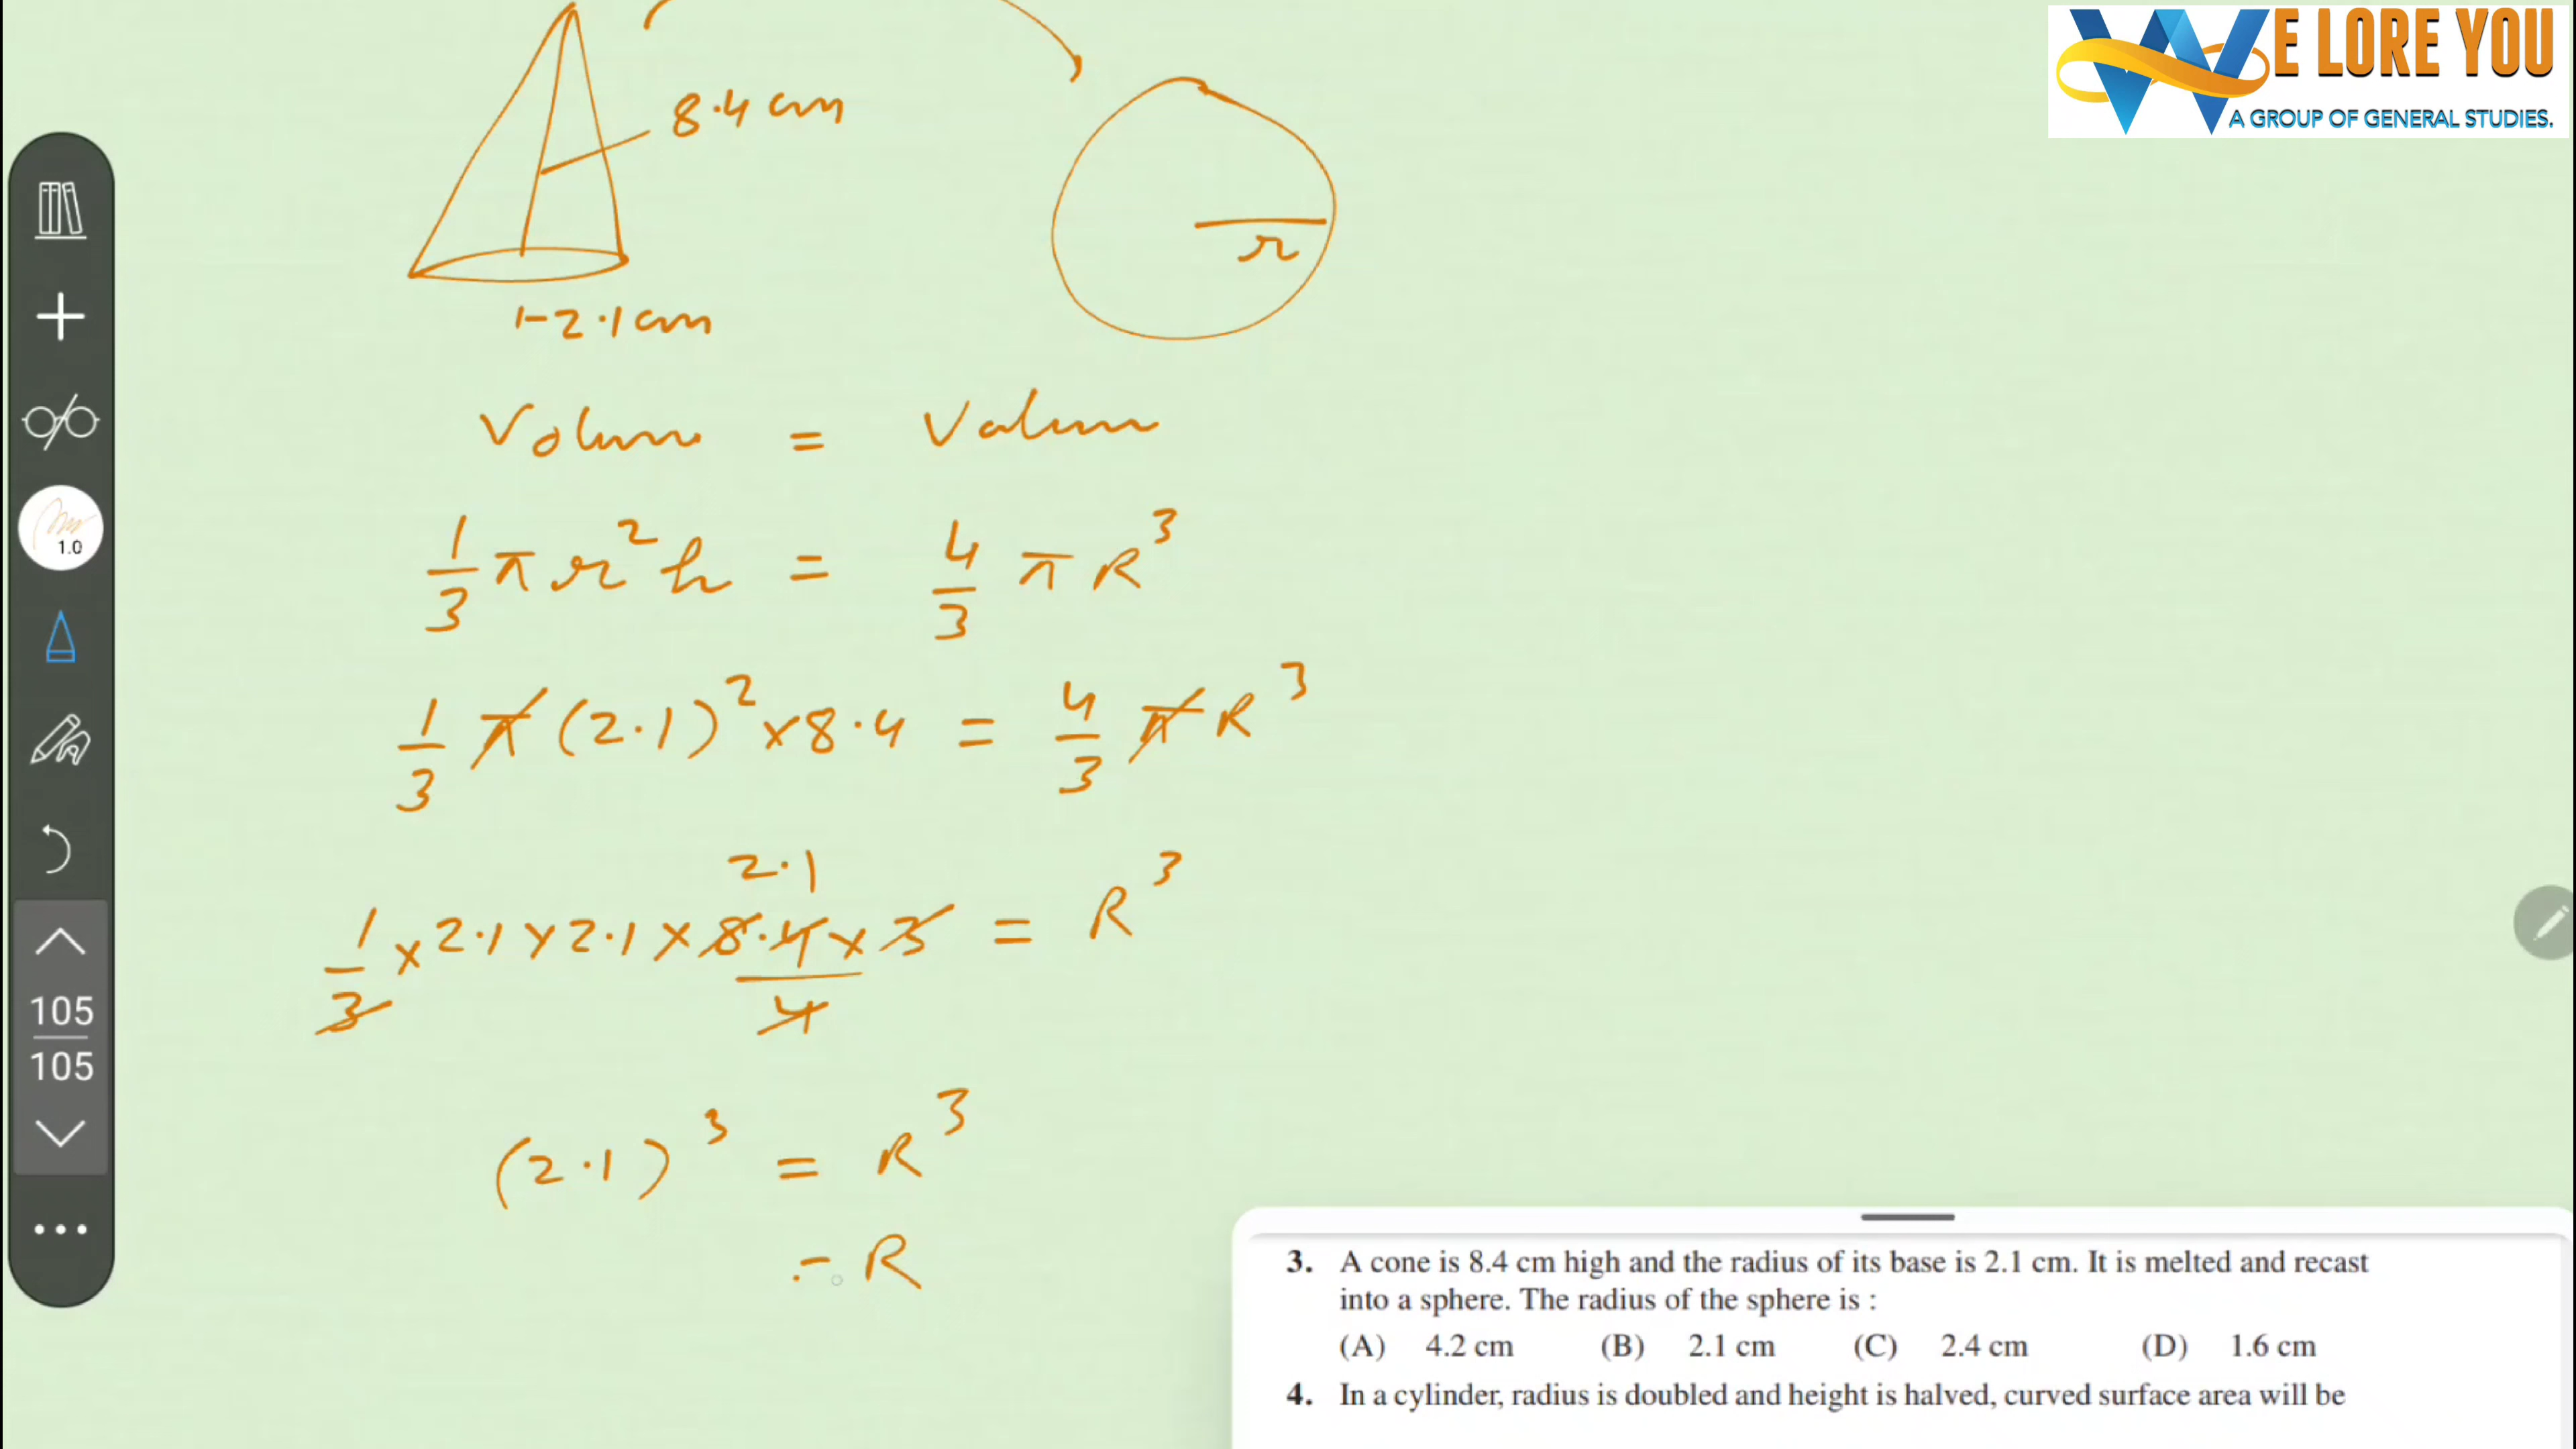 WE LORE YOU
A GROUP OF GENERAL STUDIES.
8.4 cm
r
2.1 cm
Volume = Volume
1/3 π r² h = 4/3 π R³
1/3 π (2.1)² × 8.4 = 4/3 π R³
2.1
1/3 × 2.1 × 2.1 × 8.4 × 3 / 4 = R³
(2.1)³ = R³
R
1.0
105
105
3. A cone is 8.4 cm high and the radius of its base is 2.1 cm. It is melted and recast
into a sphere. The radius of the sphere is :
(A) 4.2 cm (B) 2.1 cm (C) 2.4 cm (D) 1.6 cm
4. In a cylinder, radius is doubled and height is halved, curved surface area will be